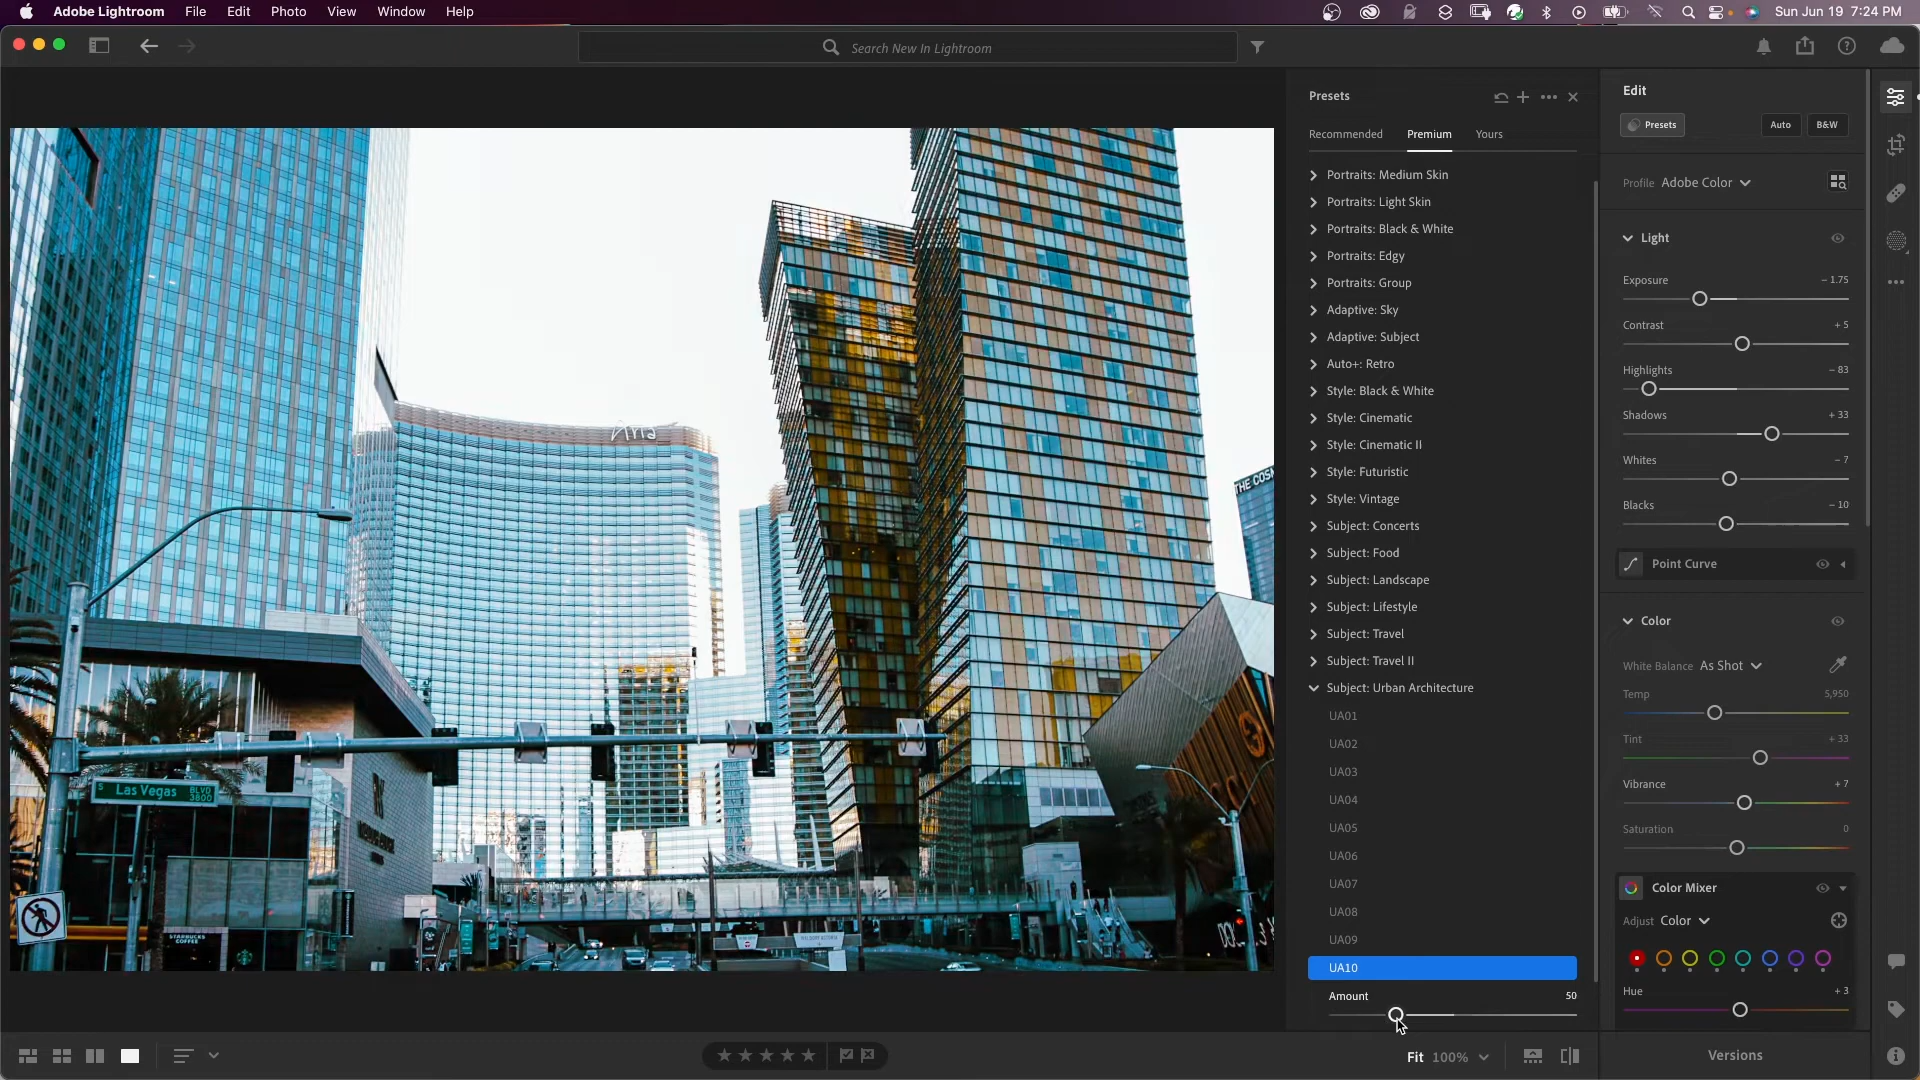 Adobe Lightroom File Edit Photo View Window Help Sun Jun 19 7:24 PM
Search New In Lightroom
Presets
Recommended Premium Yours
Portraits: Medium Skin
Portraits: Light Skin
Portraits: Black & White
Portraits: Edgy
Portraits: Group
Adaptive: Sky
Adaptive: Subject
Auto+: Retro
Style: Black & White
Style: Cinematic
Style: Cinematic II
Style: Futuristic
Style: Vintage
Subject: Concerts
Subject: Food
Subject: Landscape
Subject: Lifestyle
Subject: Travel
Subject: Travel II
Subject: Urban Architecture
UA01
UA02
UA03
UA04
UA05
UA06
UA07
UA08
UA09
UA10
Amount 50
Edit
Presets Auto B&W
Profile Adobe Color
Light
Exposure − 1.75
Contrast + 5
Highlights − 83
Shadows + 33
Whites − 7
Blacks − 10
Point Curve
Color
White Balance As Shot
Temp 5,950
Tint + 33
Vibrance + 7
Saturation 0
Color Mixer
Adjust Color
Hue + 3
Aria
THE COSM
S Las Vegas BLVD 3800
STARBUCKS
COFFEE
Fit 100%
Versions